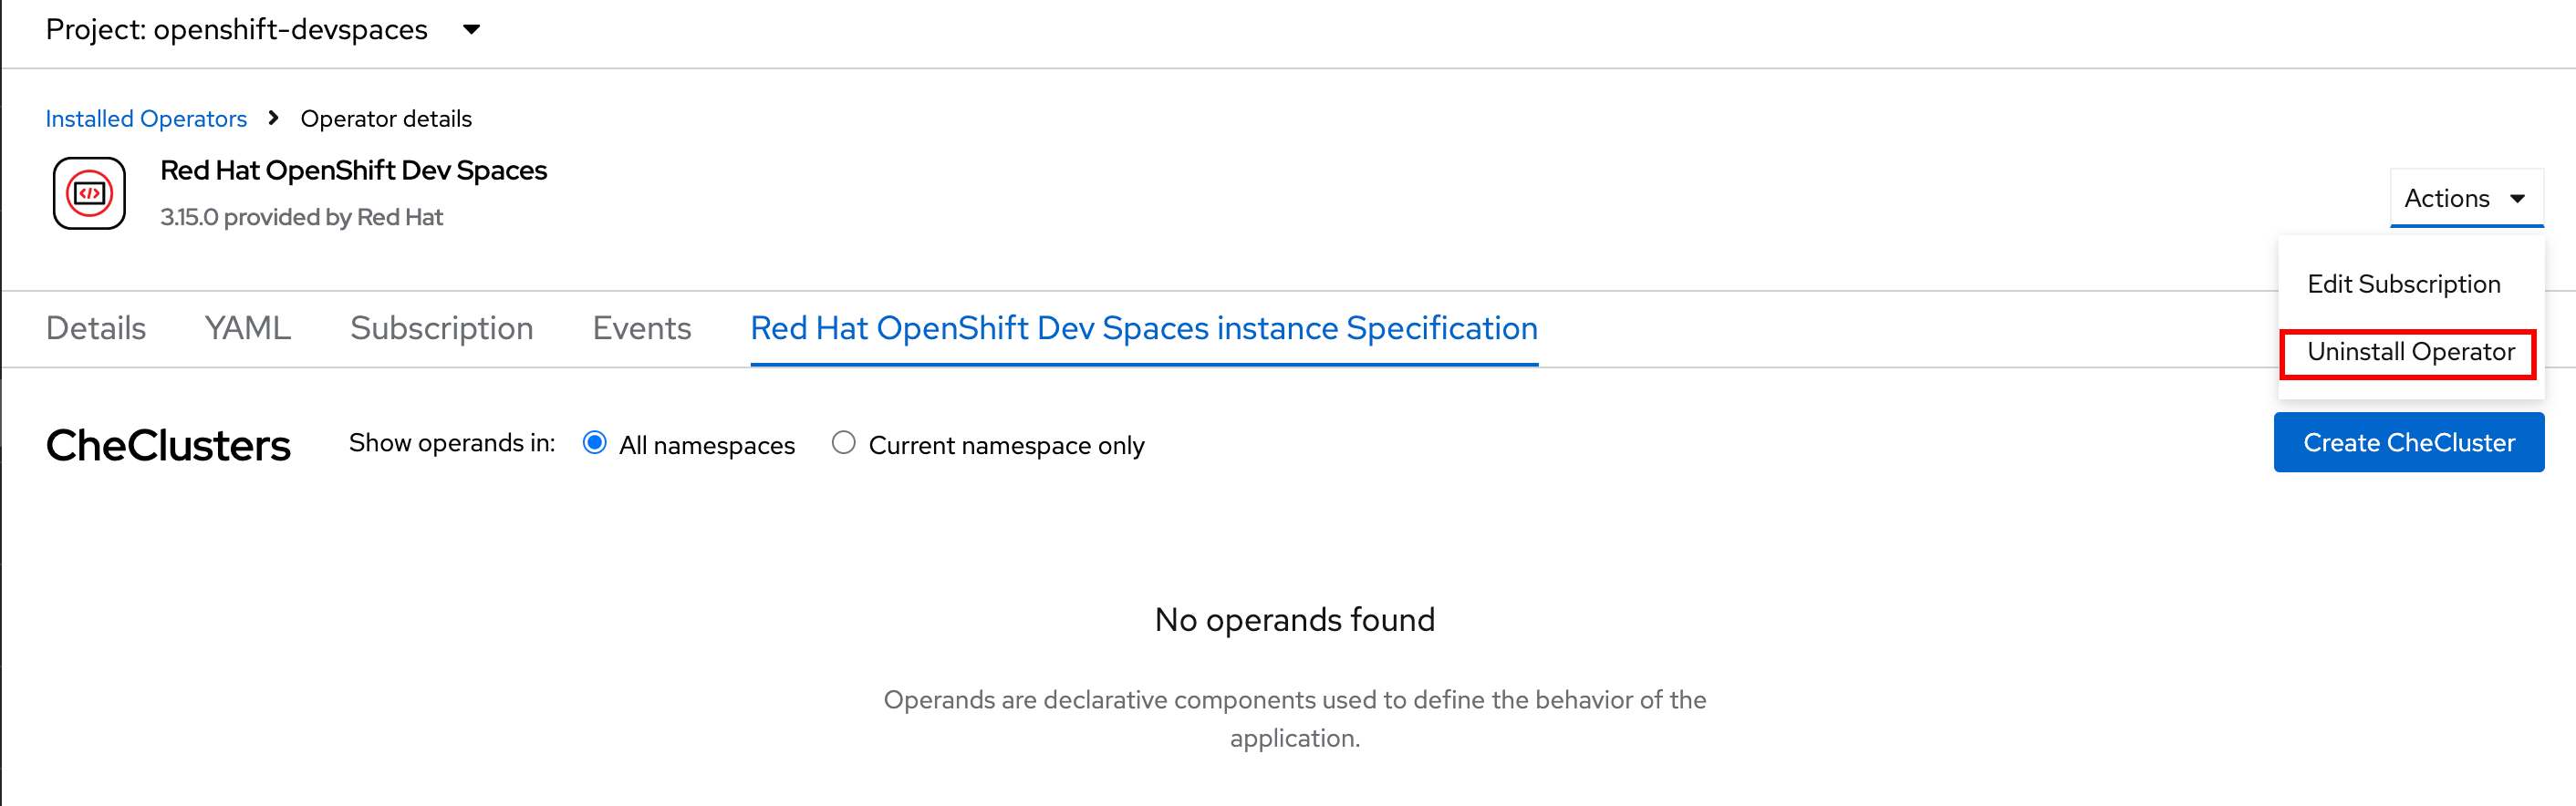 Project: openshift-devspaces
Installed Operators Operator details
Red Hat OpenShift Dev Spaces
3.15.0 provided by Red Hat
Actions
Edit Subscription
Uninstall Operator
Details YAML Subscription Events Red Hat OpenShift Dev Spaces instance Specification
CheClusters Show operands in: All namespaces Current namespace only Create CheCluster
No operands found
Operands are declarative components used to define the behavior of the
application.